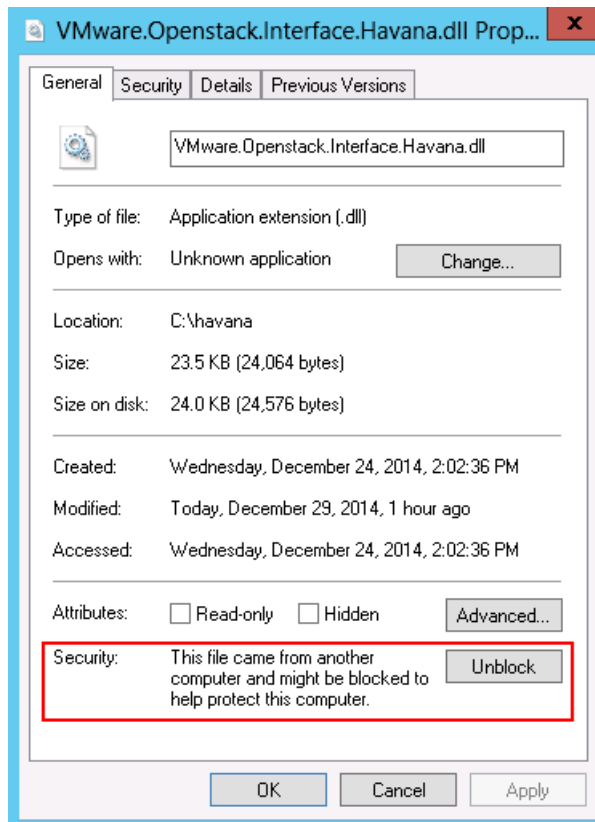 VMware.Openstack.Interface.Havana.dll Prop... x
General Security Details Previous Versions
VMware.Openstack.Interface.Havana.dll
Type of file: Application extension (.dll)
Opens with: Unknown application Change...
Location: C:\havana
Size: 23.5 KB (24,064 bytes)
Size on disk: 24.0 KB (24,576 bytes)
Created: Wednesday, December 24, 2014, 2:02:36 PM
Modified: Today, December 29, 2014, 1 hour ago
Accessed: Wednesday, December 24, 2014, 2:02:36 PM
Attributes: Read-only Hidden Advanced...
Security: This file came from another
computer and might be blocked to Unblock
help protect this computer.
OK Cancel Apply